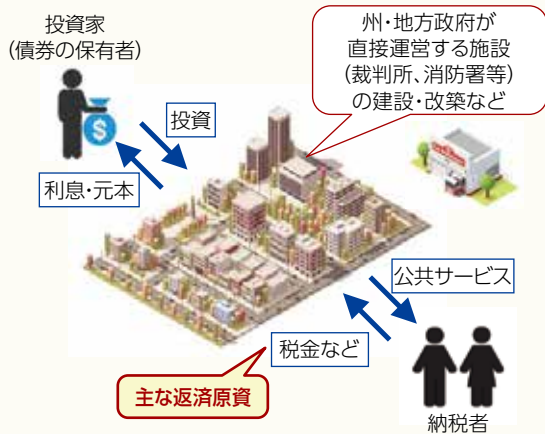 投資家
(債券の保有者)
州・地方政府が
直接運営する施設
(裁判所、消防署等)
の建設・改築など
$
投資
利息・元本
公共サービス
税金など
主な返済原資
納税者